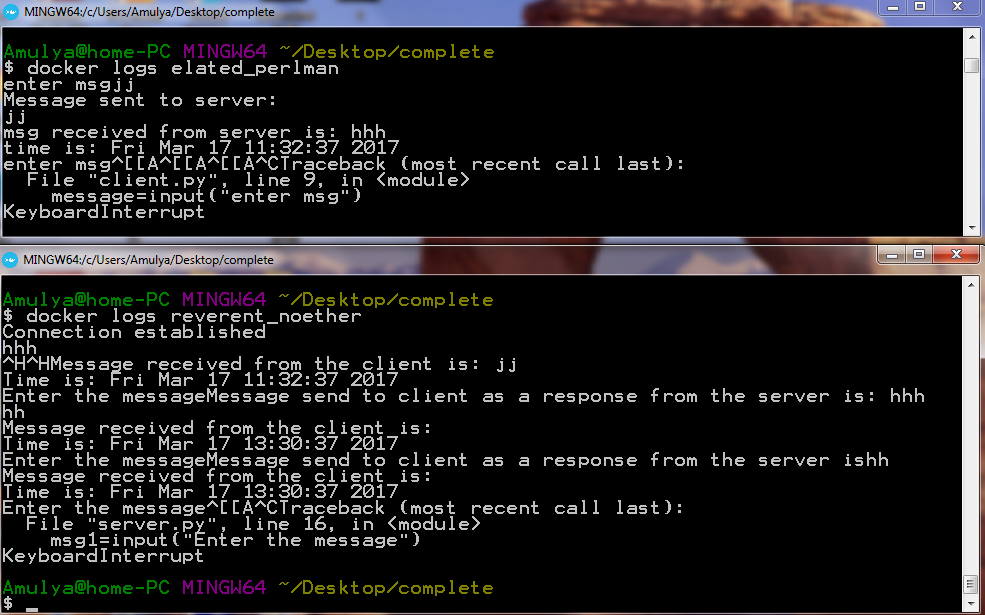 MINGW64:/c/Users/Amulya/Desktop/complete
Amulya@home-PC MINGW64 ~/Desktop/complete
$ docker logs elated_perlman
enter msgjj
Message sent to server:
jj
msg received from server is: hhh
time is: Fri Mar 17 11:32:37 2017
enter msg^[[A^[[A^[[A^CTraceback (most recent call last):
  File "client.py", line 9, in <module>
    message=input("enter msg")
KeyboardInterrupt
MINGW64:/c/Users/Amulya/Desktop/complete
Amulya@home-PC MINGW64 ~/Desktop/complete
$ docker logs reverent_noether
Connection established
hhh
^H^HMessage received from the client is: jj
Time is: Fri Mar 17 11:32:37 2017
Enter the messageMessage send to client as a response from the server is: hhh
hh
Message received from the client is:
Time is: Fri Mar 17 13:30:37 2017
Enter the messageMessage send to client as a response from the server ishh
Message received from the client is:
Time is: Fri Mar 17 13:30:37 2017
Enter the message^[[A^CTraceback (most recent call last):
  File "server.py", line 16, in <module>
    msg1=input("Enter the message")
KeyboardInterrupt
Amulya@home-PC MINGW64 ~/Desktop/complete
$